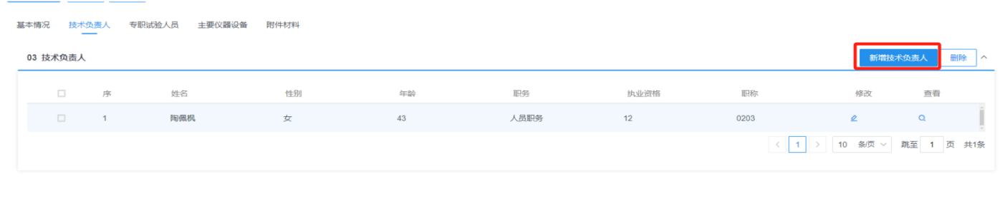 基本情况 技术负责人 专职试验人员 主要仪器设备 附件材料
03 技术负责人 新增技术负责人 删除
序 姓名 性别 年龄 职务 执业资格 职称 修改 查看
1 陶佩枫 女 43 人员职务 12 0203
1 10 条/页 跳至 1 页 共1条